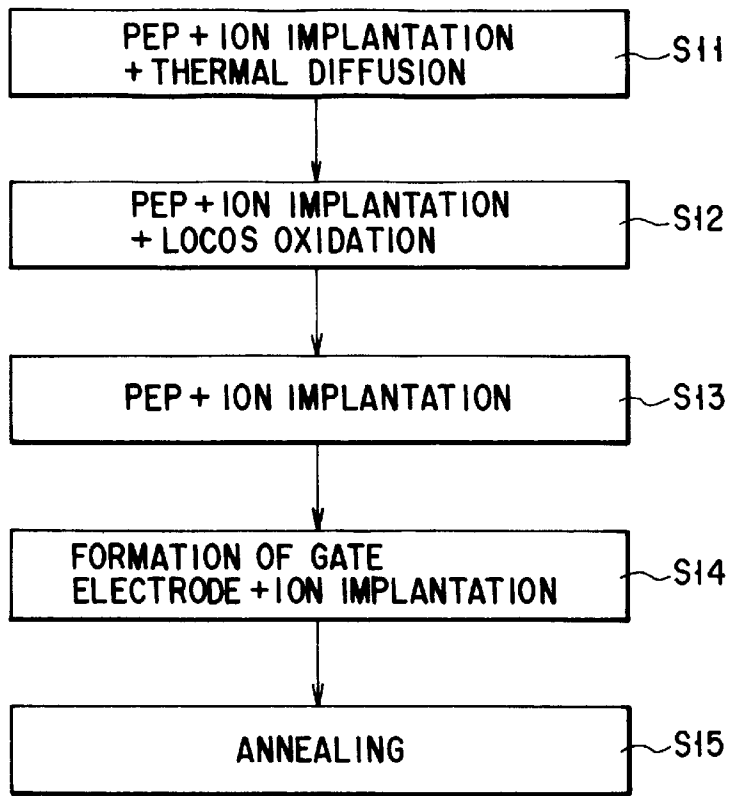 PEP + ION IMPLANTATION
+ THERMAL DIFFUSION
S11
PEP + ION IMPLANTATION
+ LOCOS OXIDATION
S12
PEP + ION IMPLANTATION
S13
FORMATION OF GATE
ELECTRODE + ION IMPLANTATION
S14
ANNEALING
S15